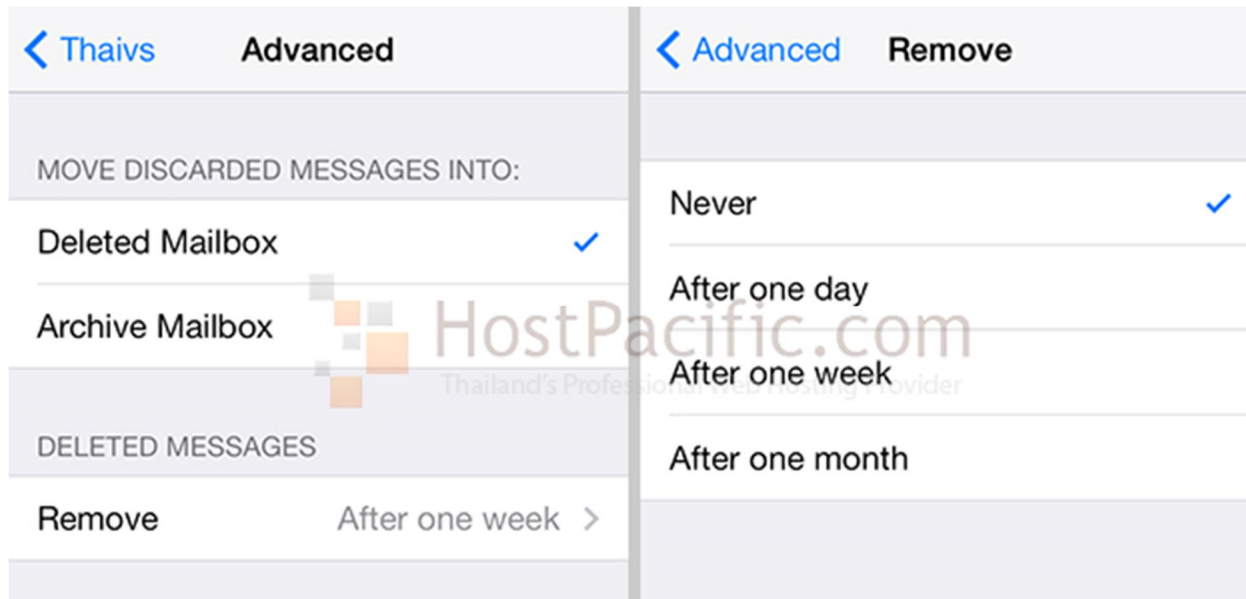 Thaivs
Advanced
MOVE DISCARDED MESSAGES INTO:
Deleted Mailbox
Archive Mailbox
DELETED MESSAGES
Remove
After one week
Advanced
Remove
Never
After one day
After one week
After one month
HostPacific.com
Thailand's Professional Web Hosting Provider